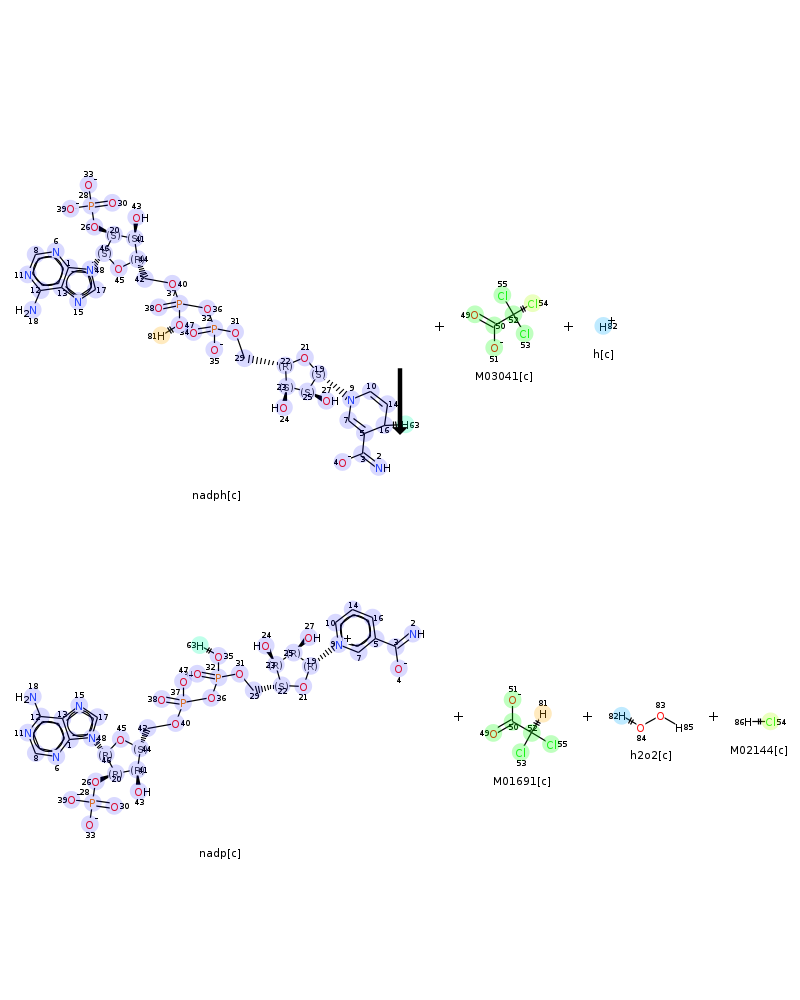 33
O-
28
39 O- P O 30
43
OH
26 O 20 (S) (S) 41
6
8 N 46 (S) (R) 44
1
11 N N 48 O 42
45
12 13 N 17
15
H2N
18
O 40
37
38 O P O 36
O 47 32 31
81 H O 34 P O
O- 35
29
21
O
22 (R) 19 (S)
23 (S) (S) 25
HO 24
27 OH
9 N 10
14
7
5 16 H 63
3 2
4 O- NH
nadph[c]
+
55
Cl
Cl 54
49 O
50 52
O- 51
Cl 53
M03041[c]
+
H+ 82
h[c]
14
10 16
27 OH 2 NH
24 HO 9 N+ 5 3
25 (R) 7
23 (R) 19 (R)
O- 4
63 H O 35
32 31
47 O- O P O
29 22 (S) O 21
37
38 O P O 36
O 40
18
H2N 15
N
12 13 17
11 N N 48
1
8 N 6
45
O 42
46 (R) (S) 44
20 (R) (R) 41
26 O OH 43
28
39 O- P O 30
O- 33
nadp[c]
+
51
O-
81
H
49 O 50 52
Cl 53
Cl 55
M01691[c]
+
82 H O 83
O 84 H 85
h2o2[c]
+
86 H Cl 54
M02144[c]